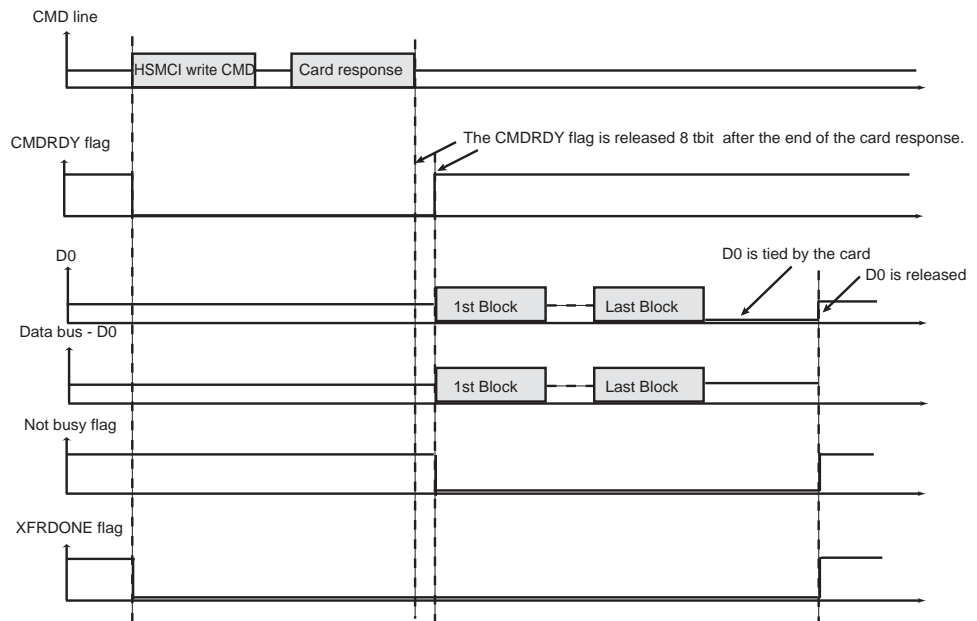 CMD line
HSMCI write CMD
Card response
CMDRDY flag
The CMDRDY flag is released 8 tbit after the end of the card response.
D0
D0 is tied by the card
D0 is released
1st Block
Last Block
Data bus - D0
1st Block
Last Block
Not busy flag
XFRDONE flag